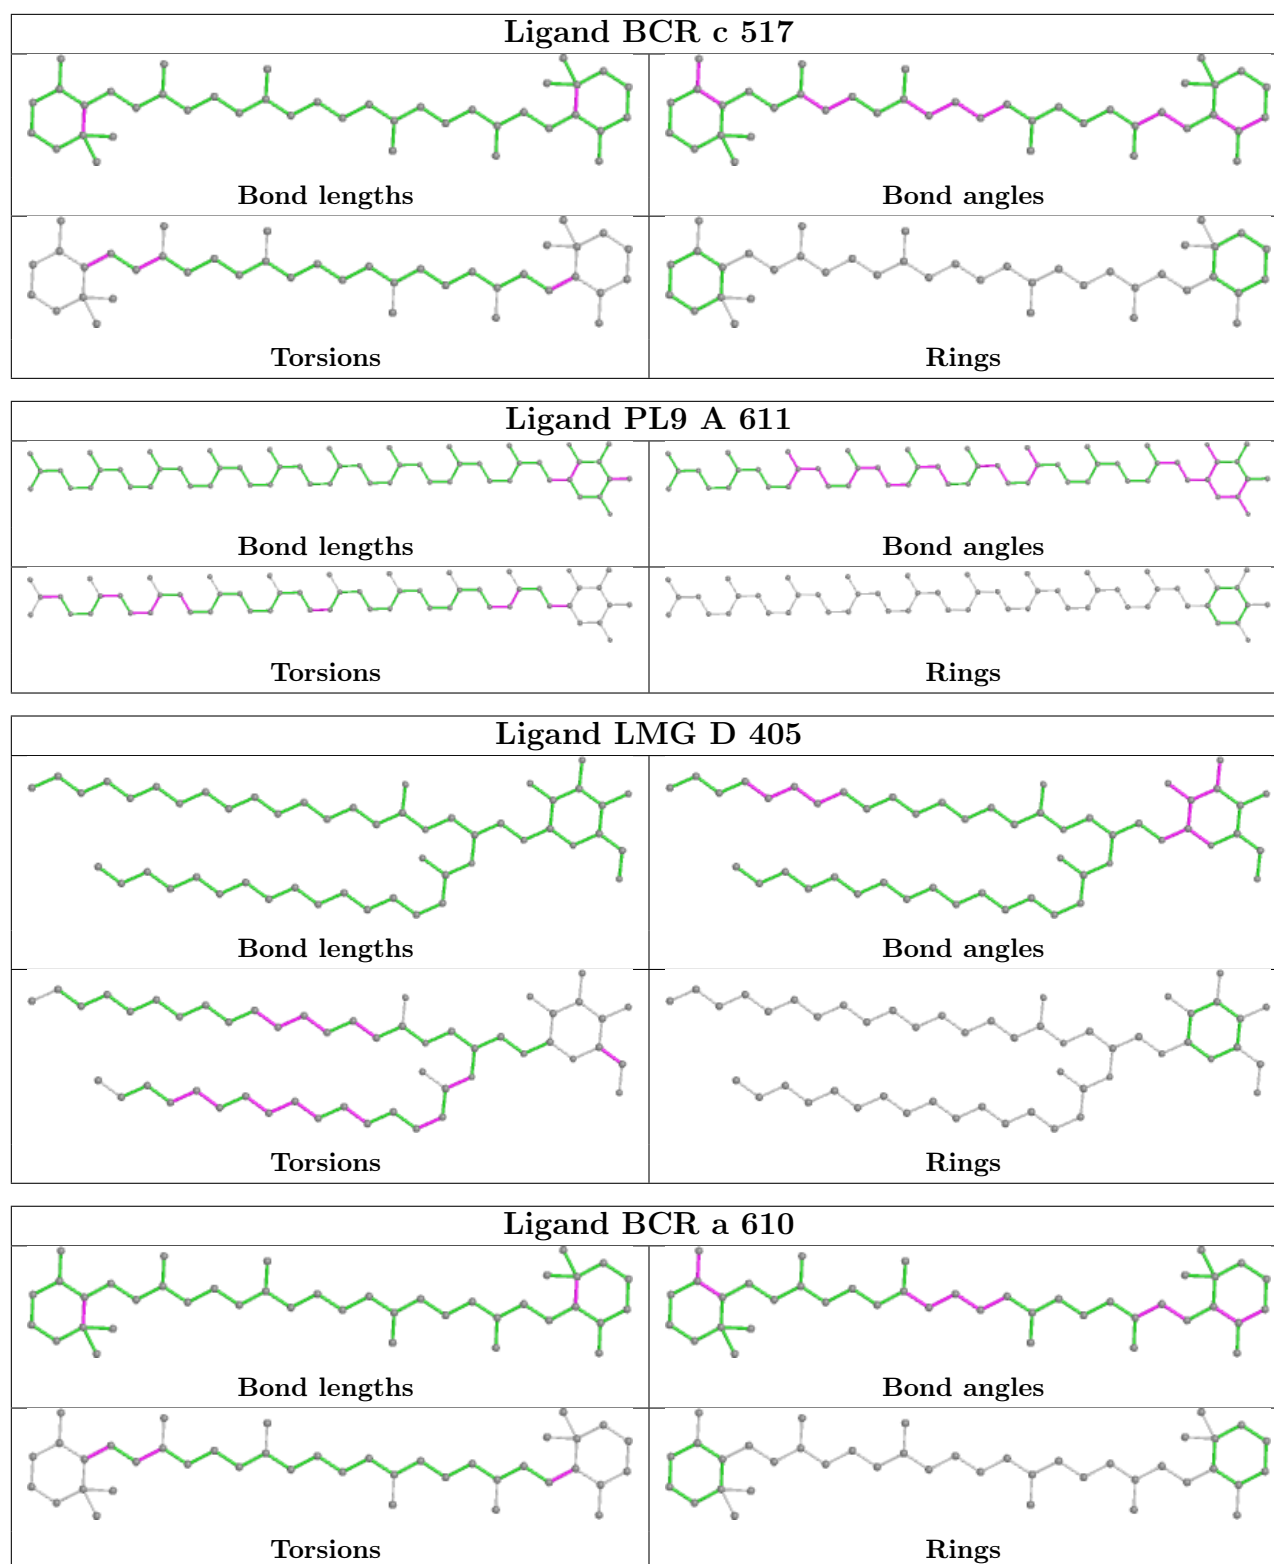 Ligand BCR c 517
Bond lengths
Bond angles
Torsions
Rings
Ligand PL9 A 611
Bond lengths
Bond angles
Torsions
Rings
Ligand LMG D 405
Bond lengths
Bond angles
Torsions
Rings
Ligand BCR a 610
Bond lengths
Bond angles
Torsions
Rings